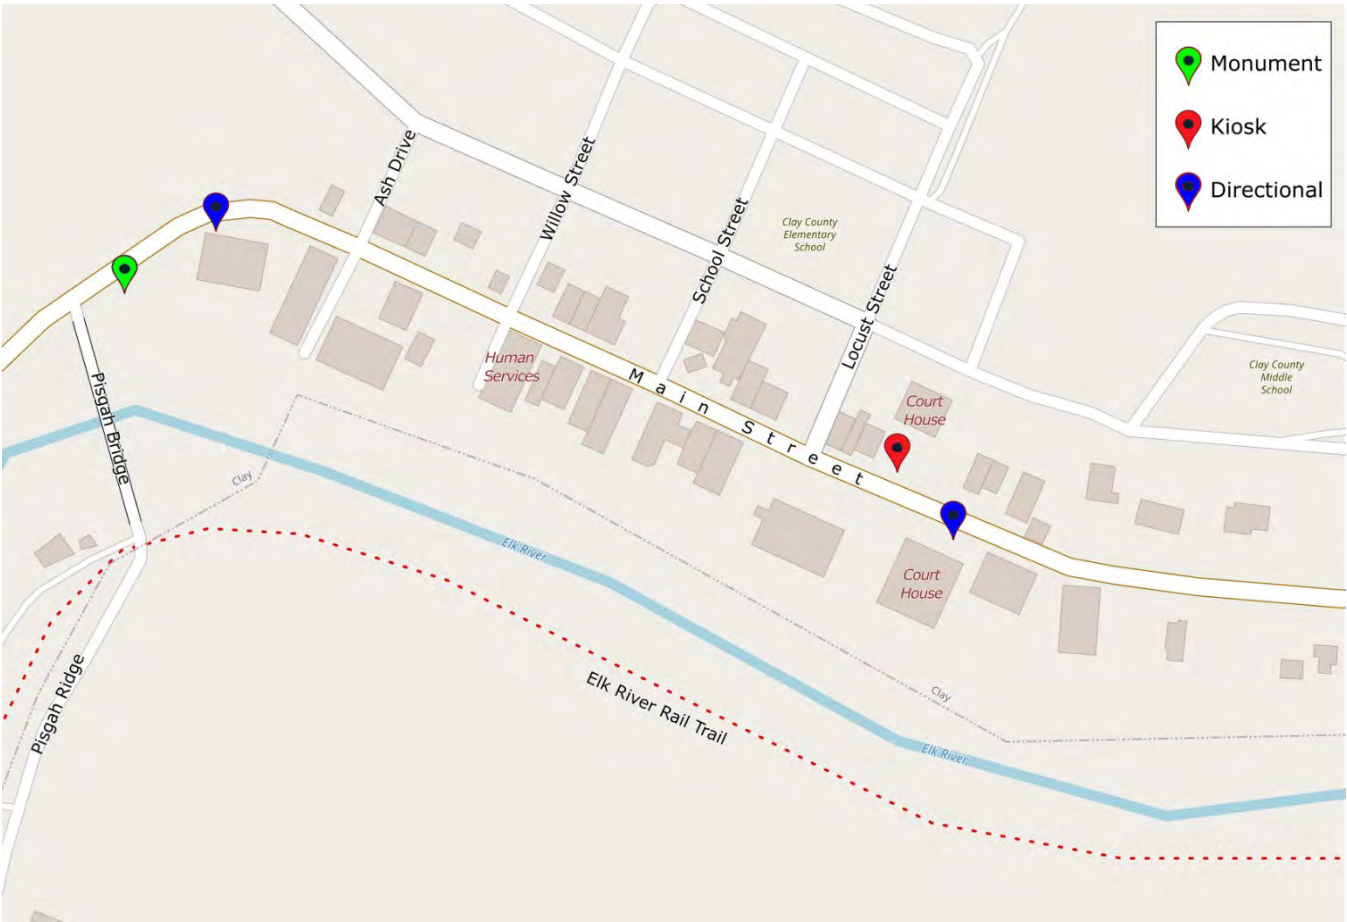 Monument
Kiosk
Directional
Ash Drive
Willow Street
School Street
Clay County
Elementary
School
Locust Street
Human
Services
Main Street
Court
House
Clay County
Middle
School
Pisgah Bridge
Clay
Elk River
Court
House
Pisgah Ridge
Elk River Rail Trail
Clay
Elk River